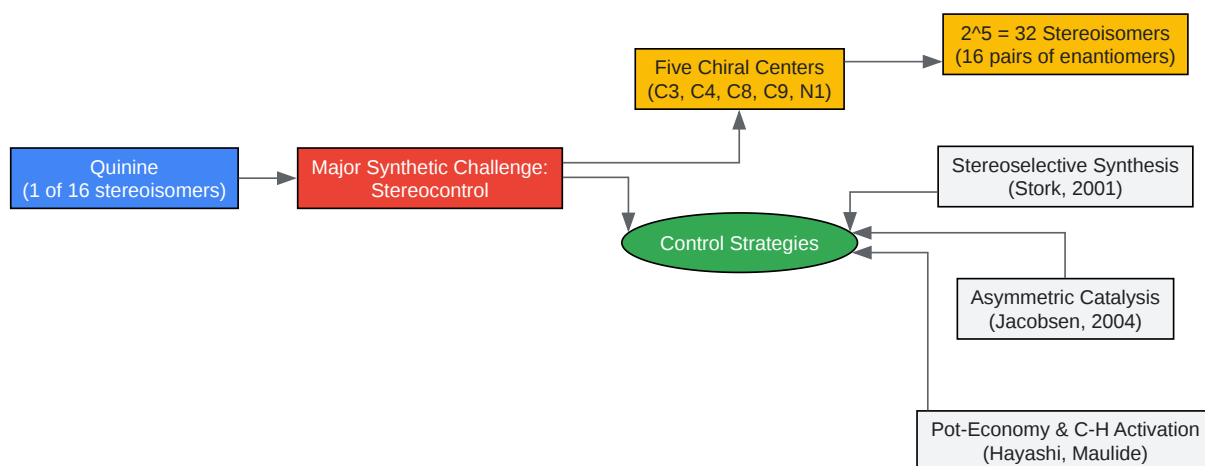 Quinine
(1 of 16 stereoisomers)
Major Synthetic Challenge:
Stereocontrol
Five Chiral Centers
(C3, C4, C8, C9, N1)
2^5 = 32 Stereoisomers
(16 pairs of enantiomers)
Control Strategies
Stereoselective Synthesis
(Stork, 2001)
Asymmetric Catalysis
(Jacobsen, 2004)
Pot-Economy & C-H Activation
(Hayashi, Maulide)